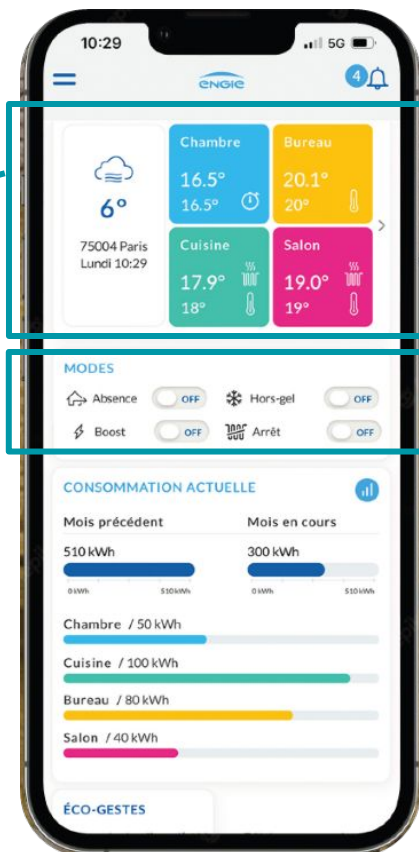 10:29
5G
engie
4
6°
75004 Paris
Lundi 10:29
Chambre
16.5°
16.5°
Bureau
20.1°
20°
Cuisine
17.9°
18°
Salon
19.0°
19°
>
MODES
Absence OFF Hors-gel OFF
Boost OFF Arrêt OFF
CONSOMMATION ACTUELLE
Mois précédent Mois en cours
510 kWh 300 kWh
0 kWh 510 kWh 0 kWh 510 kWh
Chambre / 50 kWh
Cuisine / 100 kWh
Bureau / 80 kWh
Salon / 40 kWh
ÉCO-GESTES